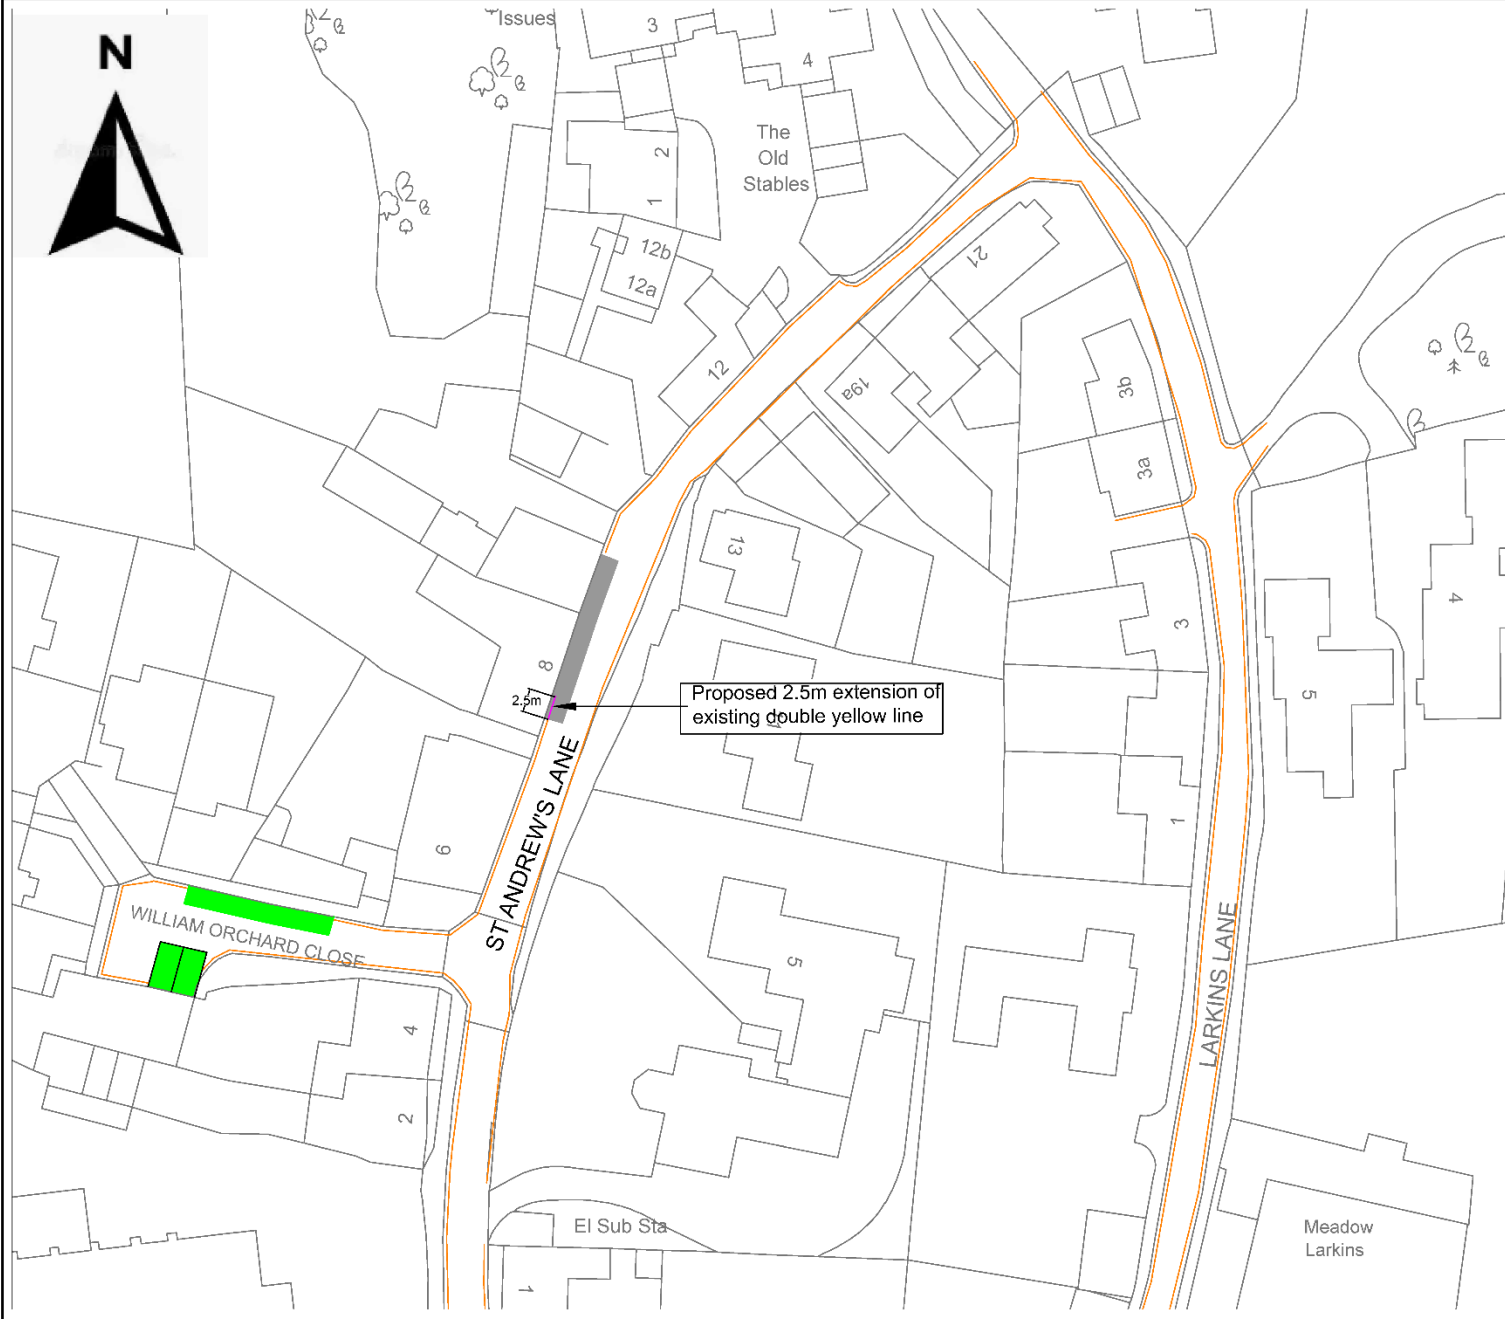 N
Issues
3
4
The
Old
Stables
2
1
12b
12a
12
21
19a
3b
3a
13
3
4
5
8
2.5m
Proposed 2.5m extension of
existing double yellow line
ST ANDREW'S LANE
9
1
WILLIAM ORCHARD CLOSE
5
LARKINS LANE
4
2
El Sub Sta
Meadow
Larkins
1